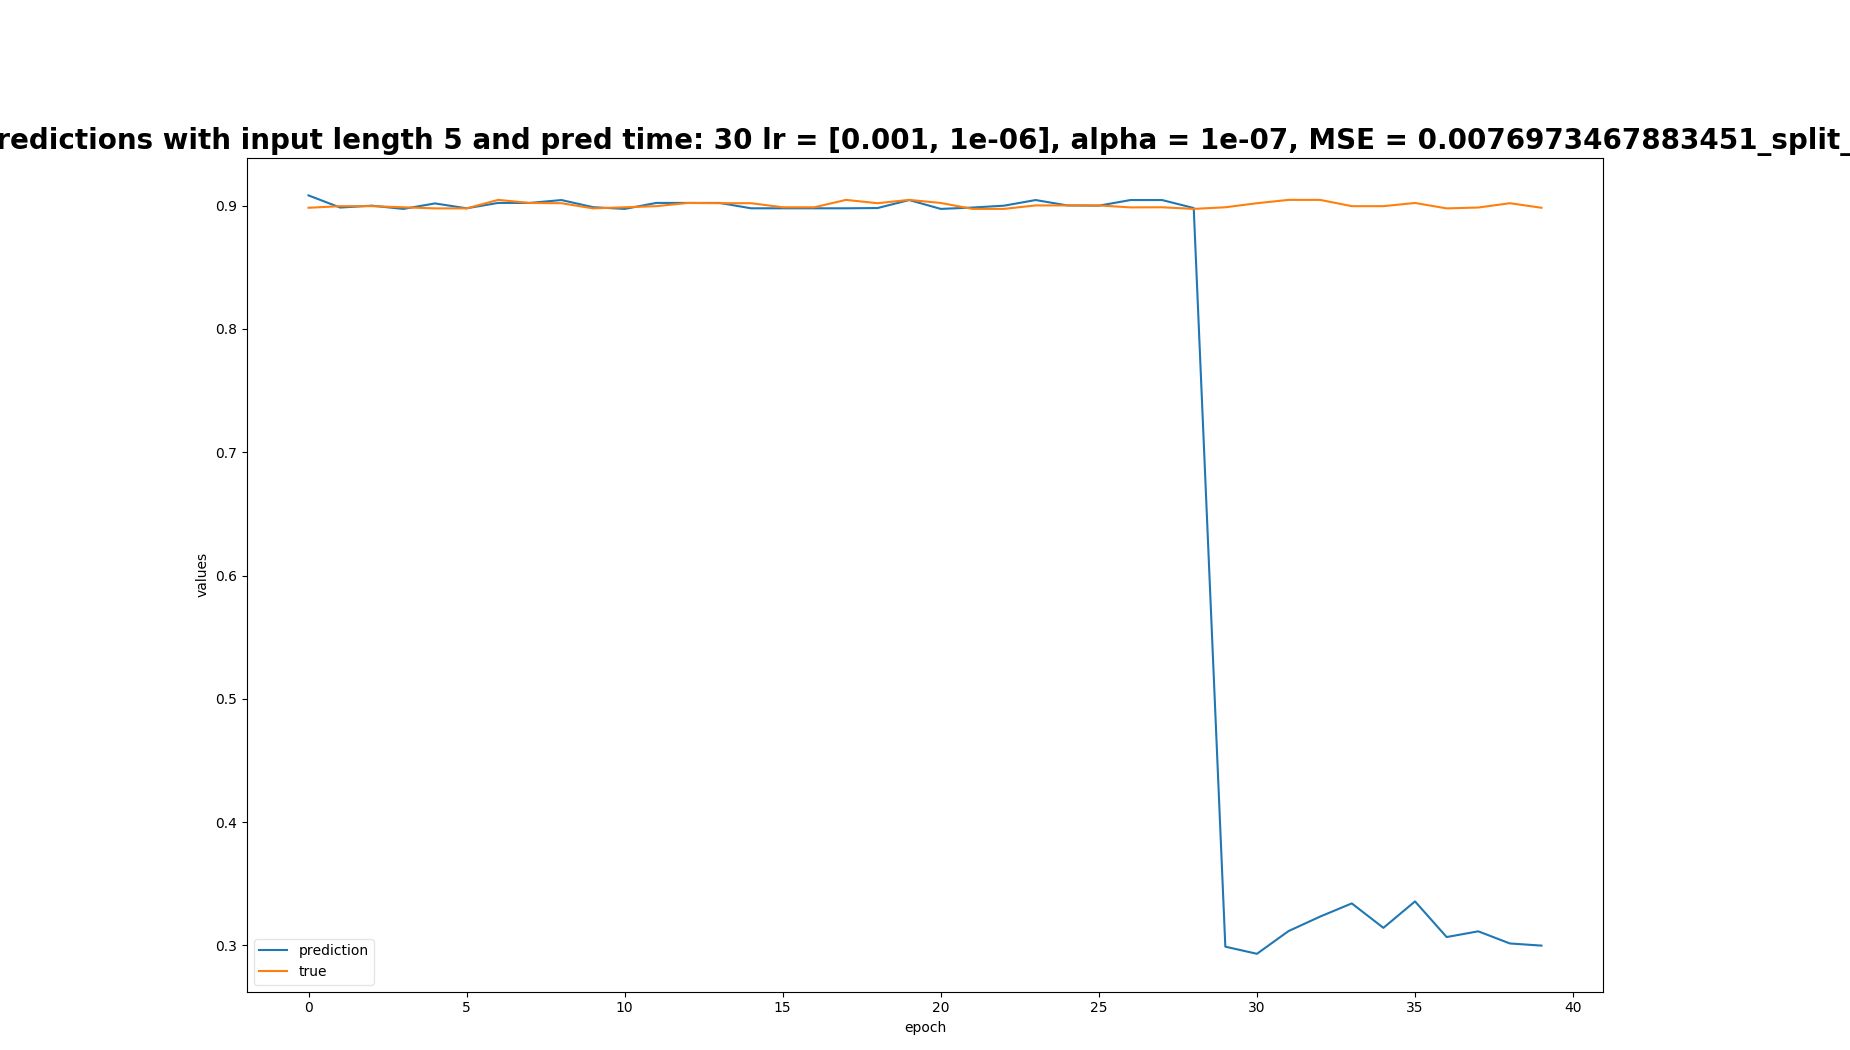 redictions with input length 5 and pred time: 30 lr = [0.001, 1e-06], alpha = 1e-07, MSE = 0.0076973467883451_split_
0.9
0.8
0.7
0.6
0.5
0.4
0.3
values
prediction
true
0 5 10 15 20 25 30 35 40
epoch